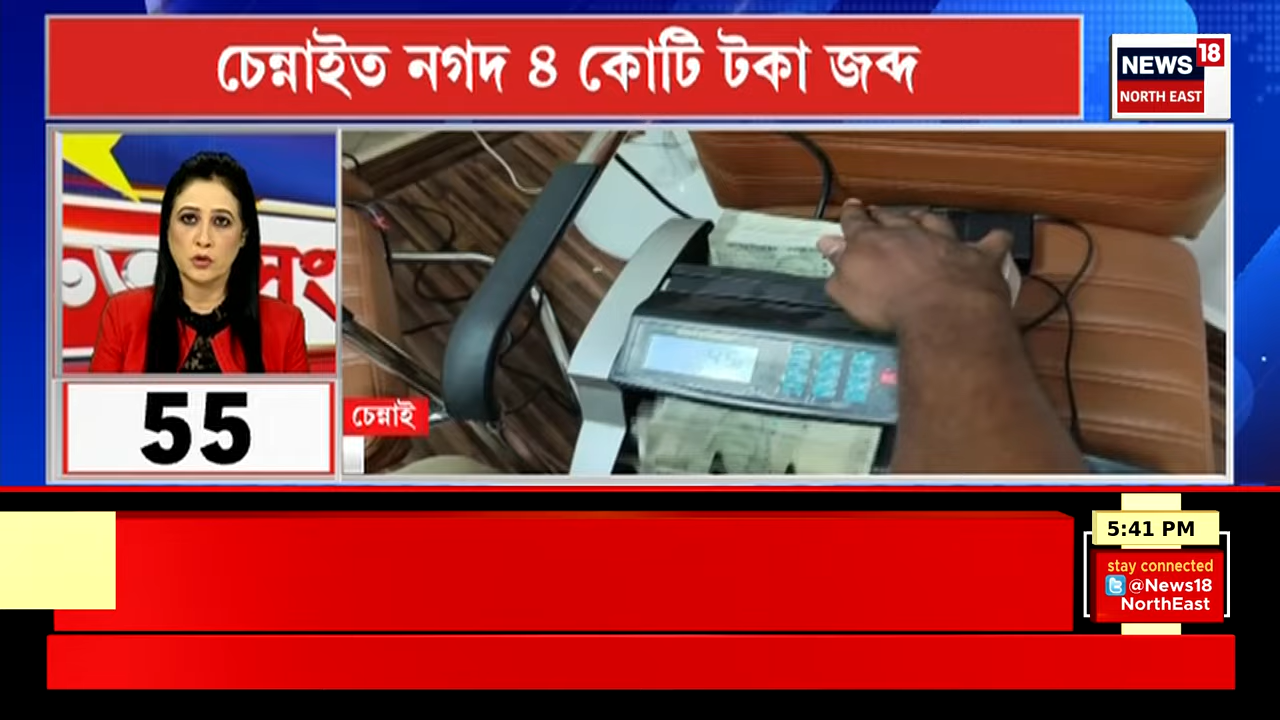 চেন্নাইত নগদ ৪ কোটি টকা জব্দ
NEWS 18
NORTH EAST
55
চেন্নাই
5:41 PM
stay connected
@News18
NorthEast